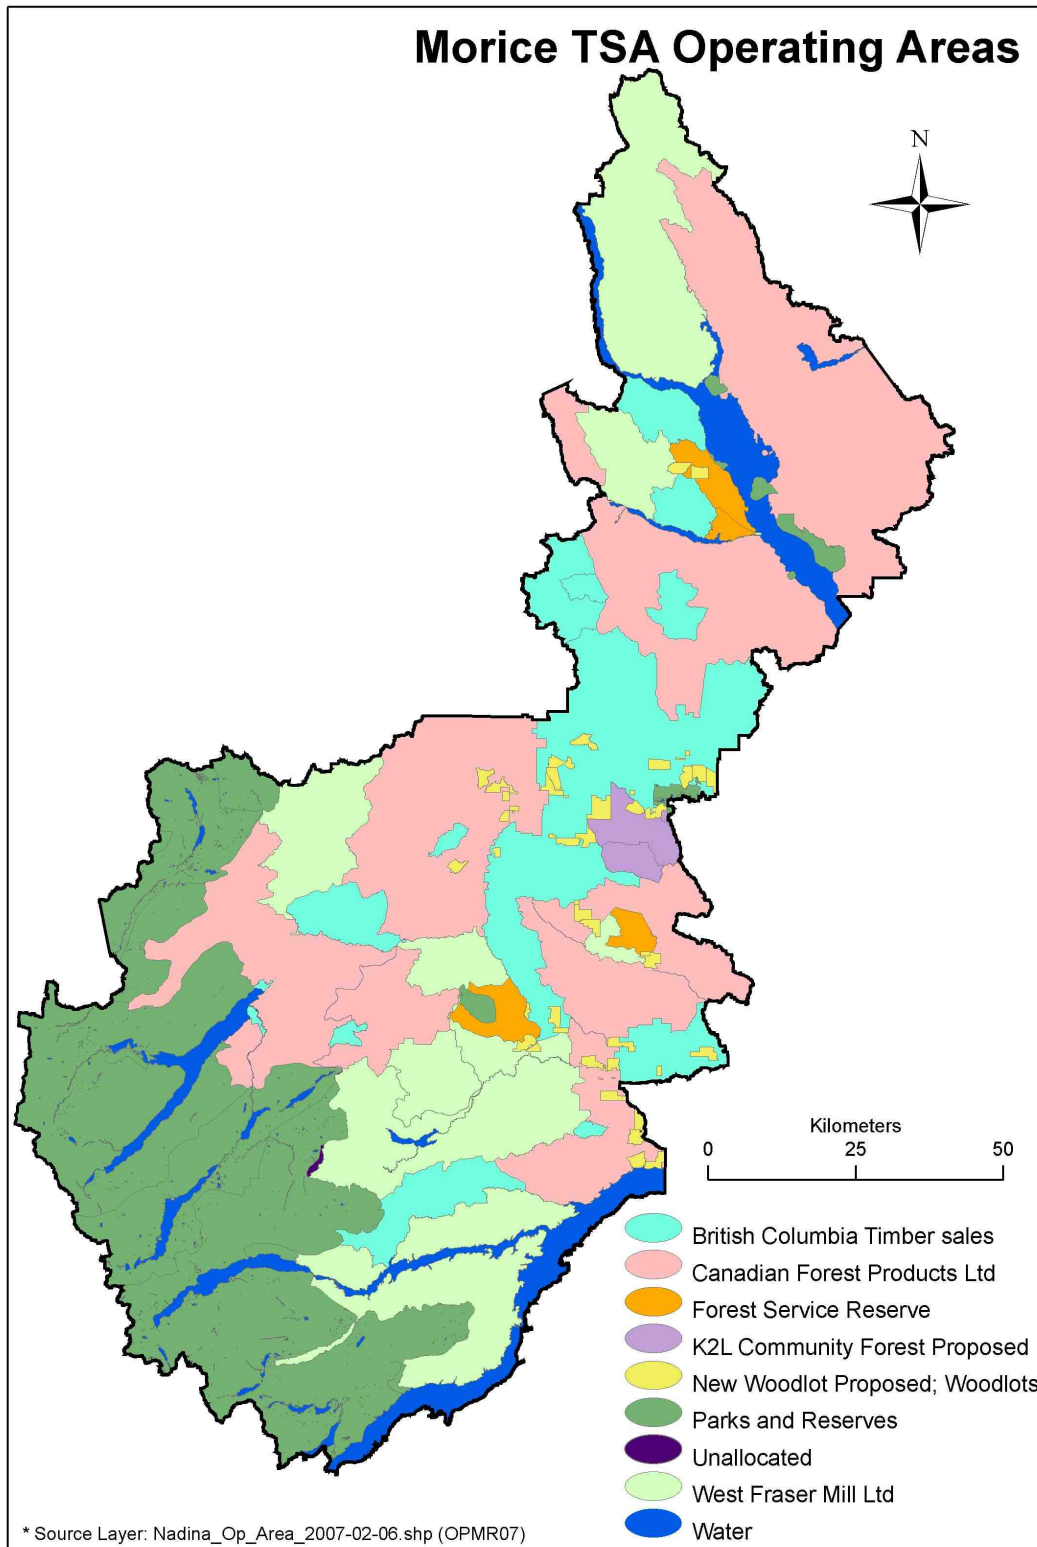 Morice TSA Operating Areas
N
Kilometers
0 25 50
British Columbia Timber sales
Canadian Forest Products Ltd
Forest Service Reserve
K2L Community Forest Proposed
New Woodlot Proposed; Woodlots
Parks and Reserves
Unallocated
West Fraser Mill Ltd
Water
* Source Layer: Nadina_Op_Area_2007-02-06.shp (OPMR07)